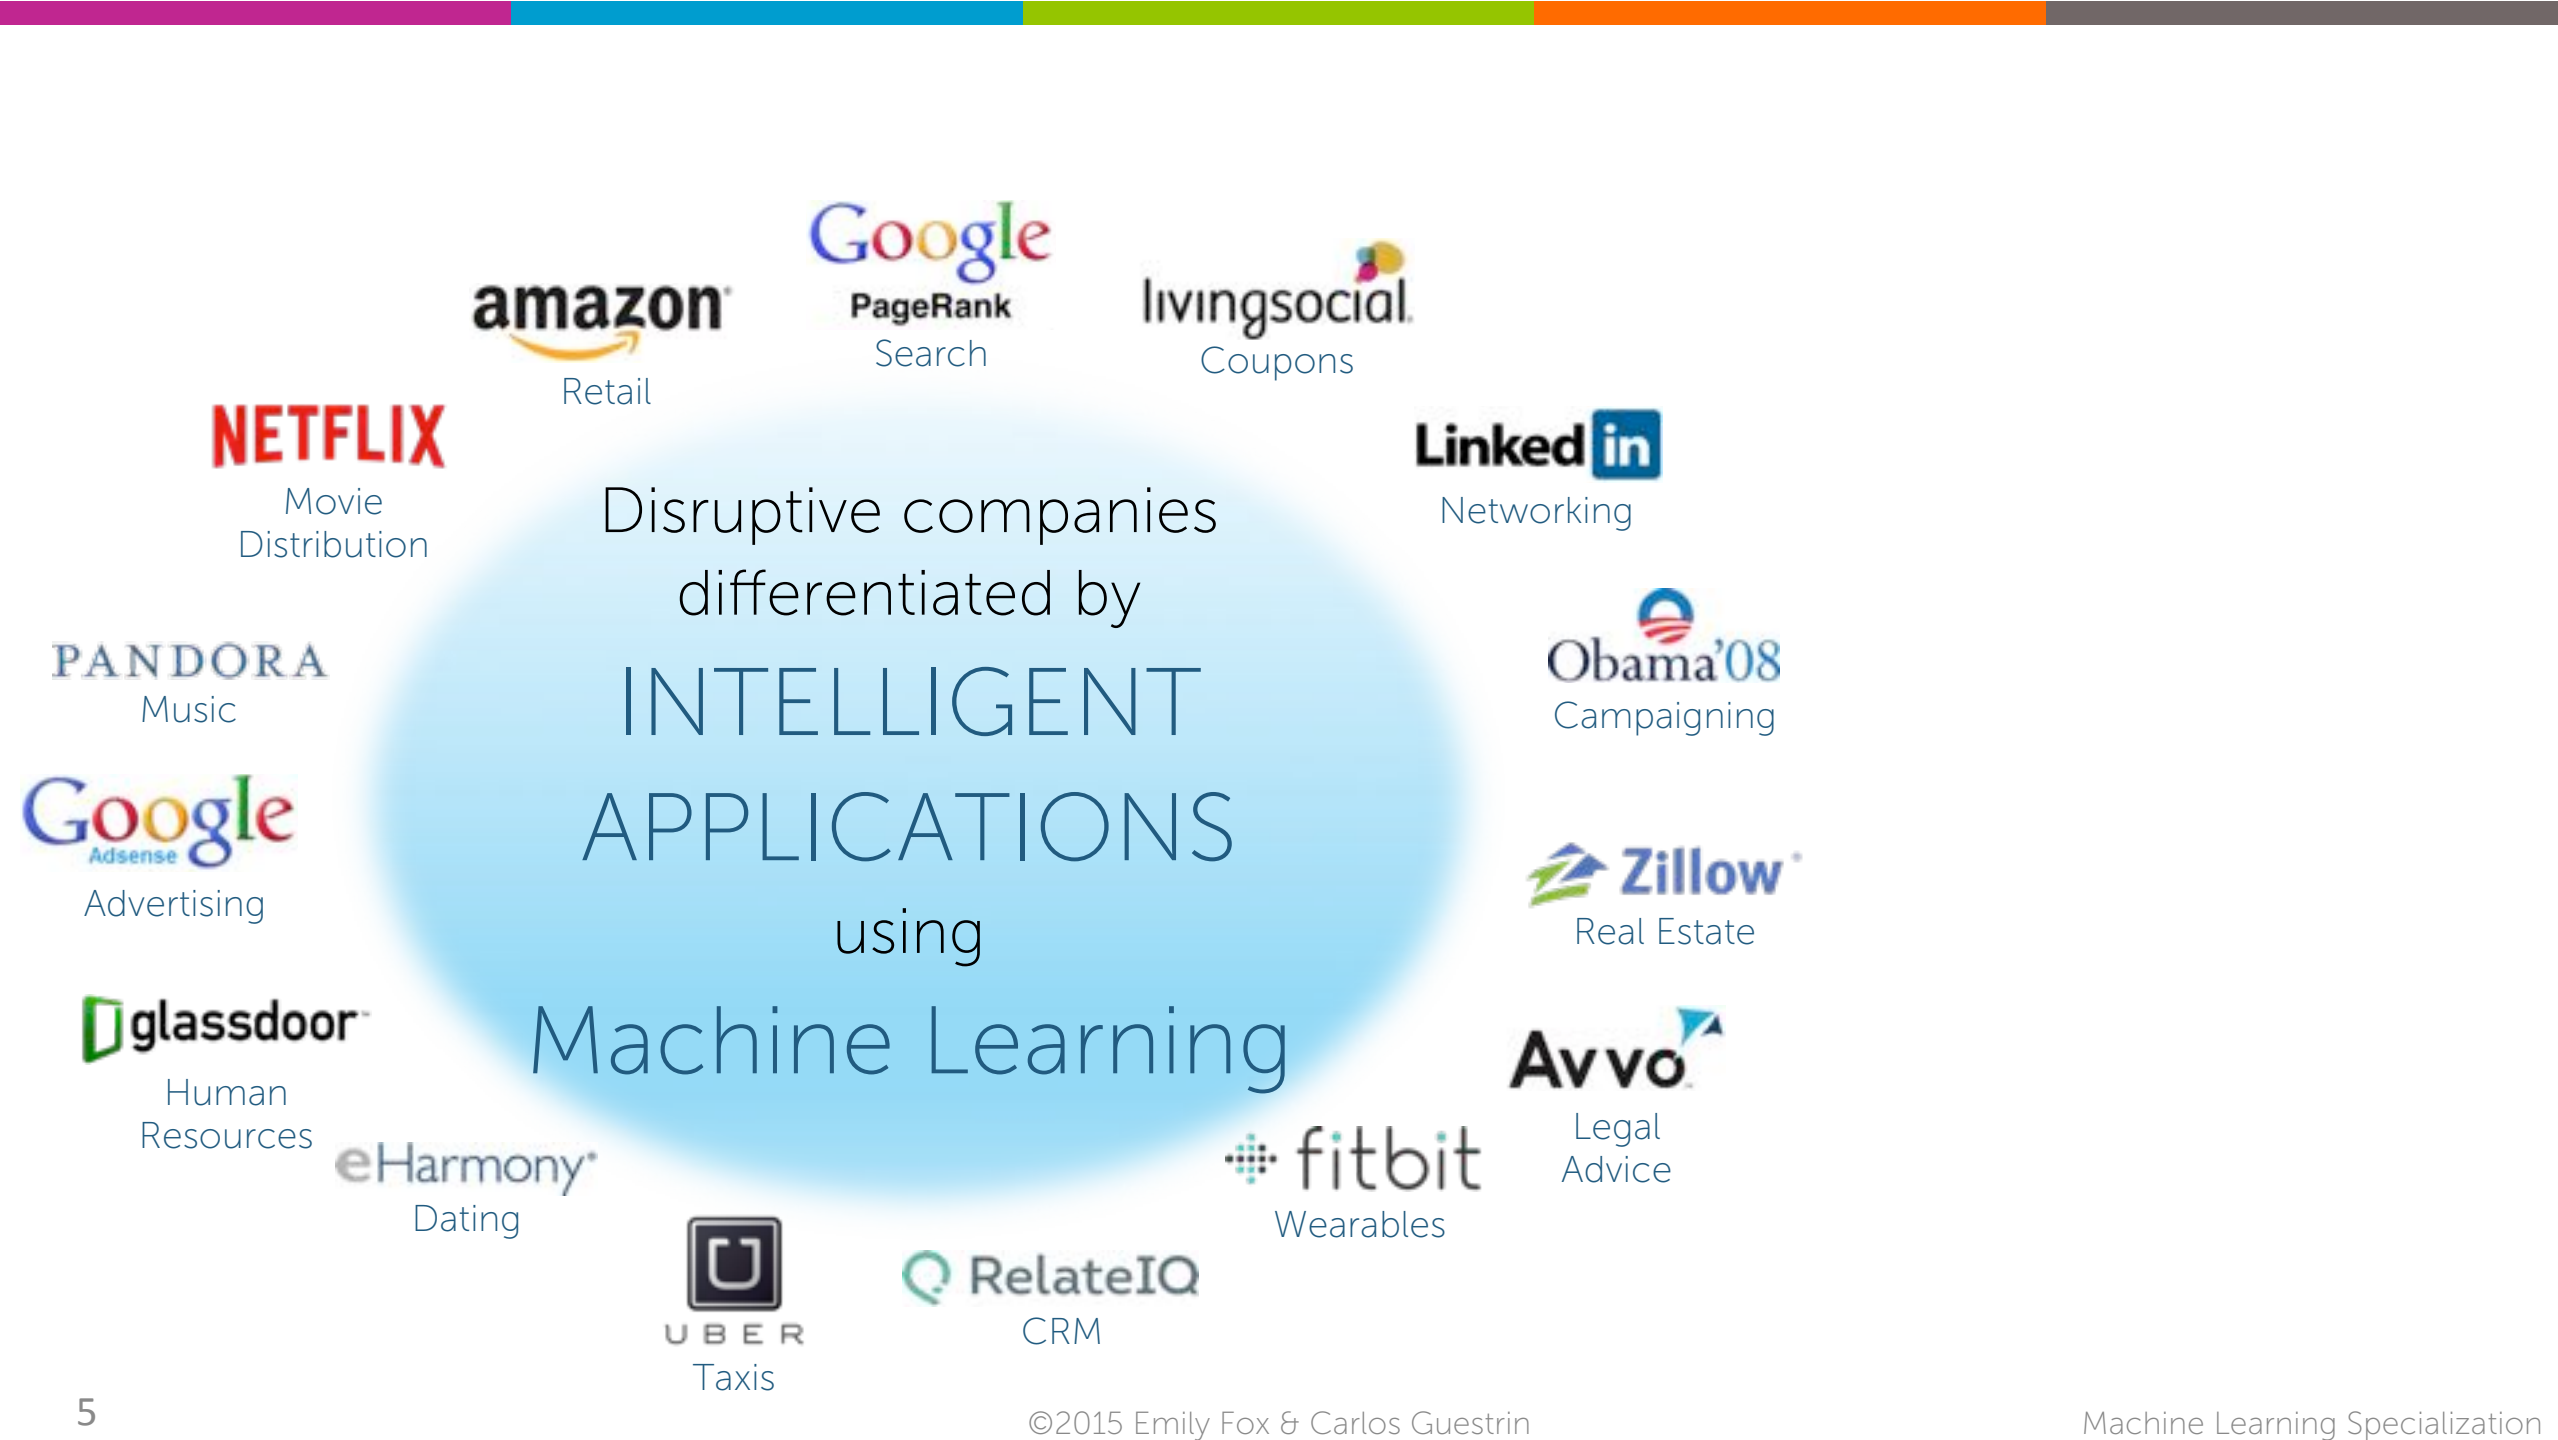 Google
PageRank
Search
amazon
Retail
livingsocial.
Coupons
NETFLIX
Movie
Distribution
Linked in
Networking
PANDORA
Music
Obama'08
Campaigning
Google
Adsense
Advertising
Zillow
Real Estate
glassdoor
Human
Resources
Avvo
Legal
Advice
eHarmony
Dating
fitbit
Wearables
UBER
Taxis
RelateIQ
CRM
Disruptive companies
differentiated by
INTELLIGENT
APPLICATIONS
using
Machine Learning
5
©2015 Emily Fox & Carlos Guestrin
Machine Learning Specialization